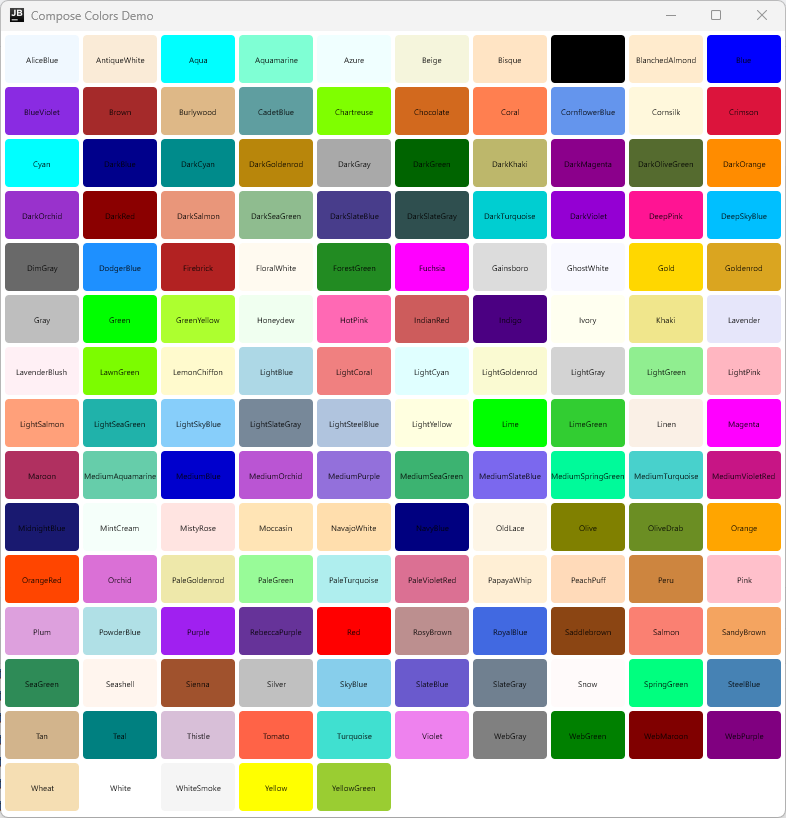 JB Compose Colors Demo
AliceBlue AntiqueWhite Aqua Aquamarine Azure Beige Bisque BlanchedAlmond Blue
BlueViolet Brown Burlywood CadetBlue Chartreuse Chocolate Coral CornflowerBlue Cornsilk Crimson
Cyan DarkBlue DarkCyan DarkGoldenrod DarkGray DarkGreen DarkKhaki DarkMagenta DarkOliveGreen DarkOrange
DarkOrchid DarkRed DarkSalmon DarkSeaGreen DarkSlateBlue DarkSlateGray DarkTurquoise DarkViolet DeepPink DeepSkyBlue
DimGray DodgerBlue Firebrick FloralWhite ForestGreen Fuchsia Gainsboro GhostWhite Gold Goldenrod
Gray Green GreenYellow Honeydew HotPink IndianRed Indigo Ivory Khaki Lavender
LavenderBlush LawnGreen LemonChiffon LightBlue LightCoral LightCyan LightGoldenrod LightGray LightGreen LightPink
LightSalmon LightSeaGreen LightSkyBlue LightSlateGray LightSteelBlue LightYellow Lime LimeGreen Linen Magenta
Maroon MediumAquamarine MediumBlue MediumOrchid MediumPurple MediumSeaGreen MediumSlateBlue MediumSpringGreen MediumTurquoise MediumVioletRed
MidnightBlue MintCream MistyRose Moccasin NavajoWhite NavyBlue OldLace Olive OliveDrab Orange
OrangeRed Orchid PaleGoldenrod PaleGreen PaleTurquoise PaleVioletRed PapayaWhip PeachPuff Peru Pink
Plum PowderBlue Purple RebeccaPurple Red RosyBrown RoyalBlue Saddlebrown Salmon SandyBrown
SeaGreen Seashell Sienna Silver SkyBlue SlateBlue SlateGray Snow SpringGreen SteelBlue
Tan Teal Thistle Tomato Turquoise Violet WebGray WebGreen WebMaroon WebPurple
Wheat White WhiteSmoke Yellow YellowGreen